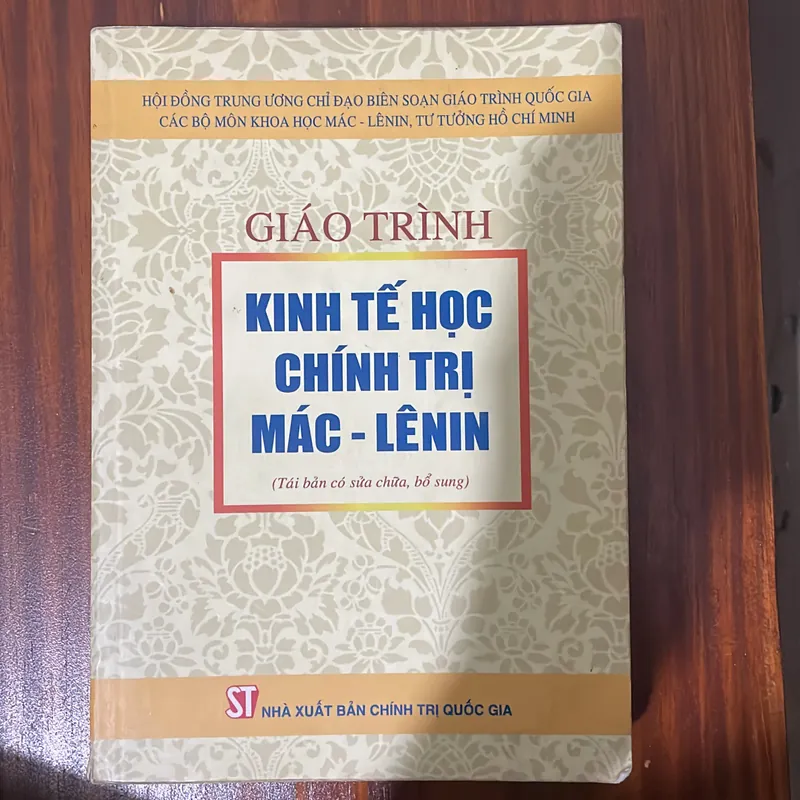 HỘI ĐỒNG TRUNG ƯƠNG CHỈ ĐẠO BIÊN SOẠN GIÁO TRÌNH QUỐC GIA
CÁC BỘ MÔN KHOA HỌC MÁC - LÊNIN, TƯ TƯỞNG HỒ CHÍ MINH
GIÁO TRÌNH
KINH TẾ HỌC
CHÍNH TRỊ
MÁC - LÊNIN
(Tái bản có sửa chữa, bổ sung)
ST NHÀ XUẤT BẢN CHÍNH TRỊ QUỐC GIA